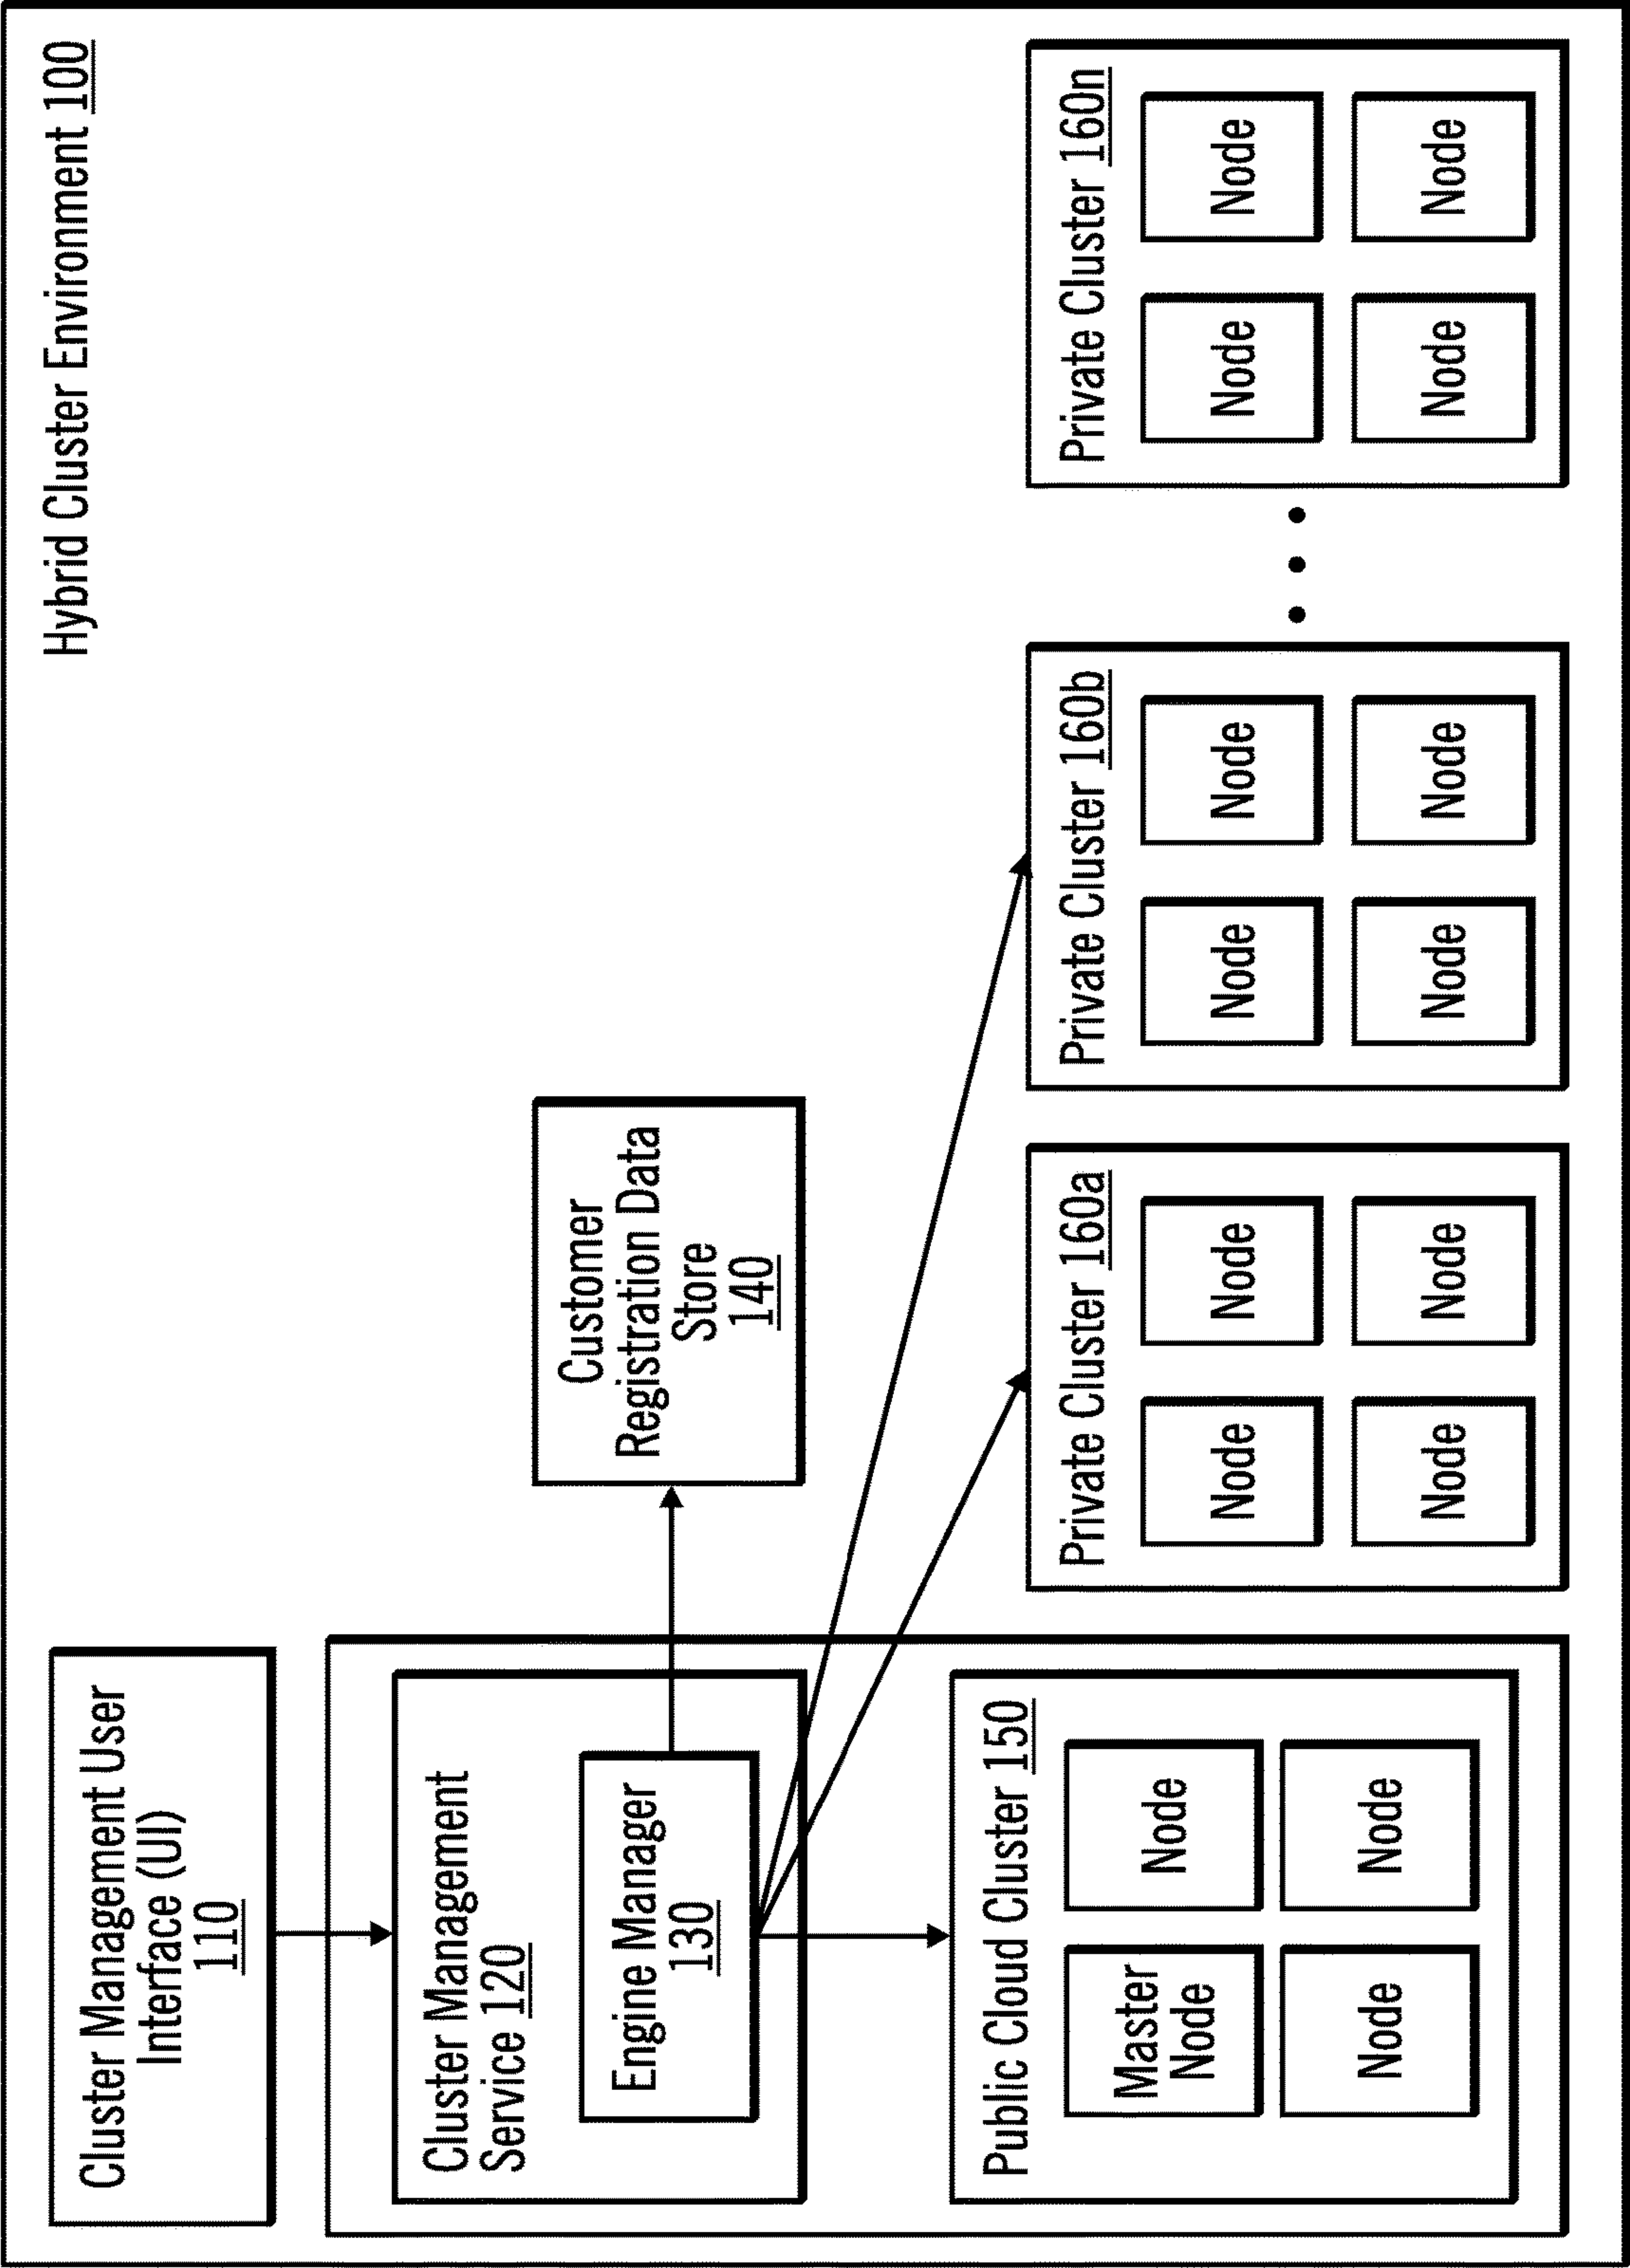 Hybrid Cluster Environment 100
Cluster Management User
Interface (UI)
110
Cluster Management
Service 120
Engine Manager
130
Customer
Registration Data
Store
140
Public Cloud Cluster 150
Master
Node
Node
Node
Node
Private Cluster 160a
Node
Node
Node
Node
Private Cluster 160b
Node
Node
Node
Node
Private Cluster 160n
Node
Node
Node
Node